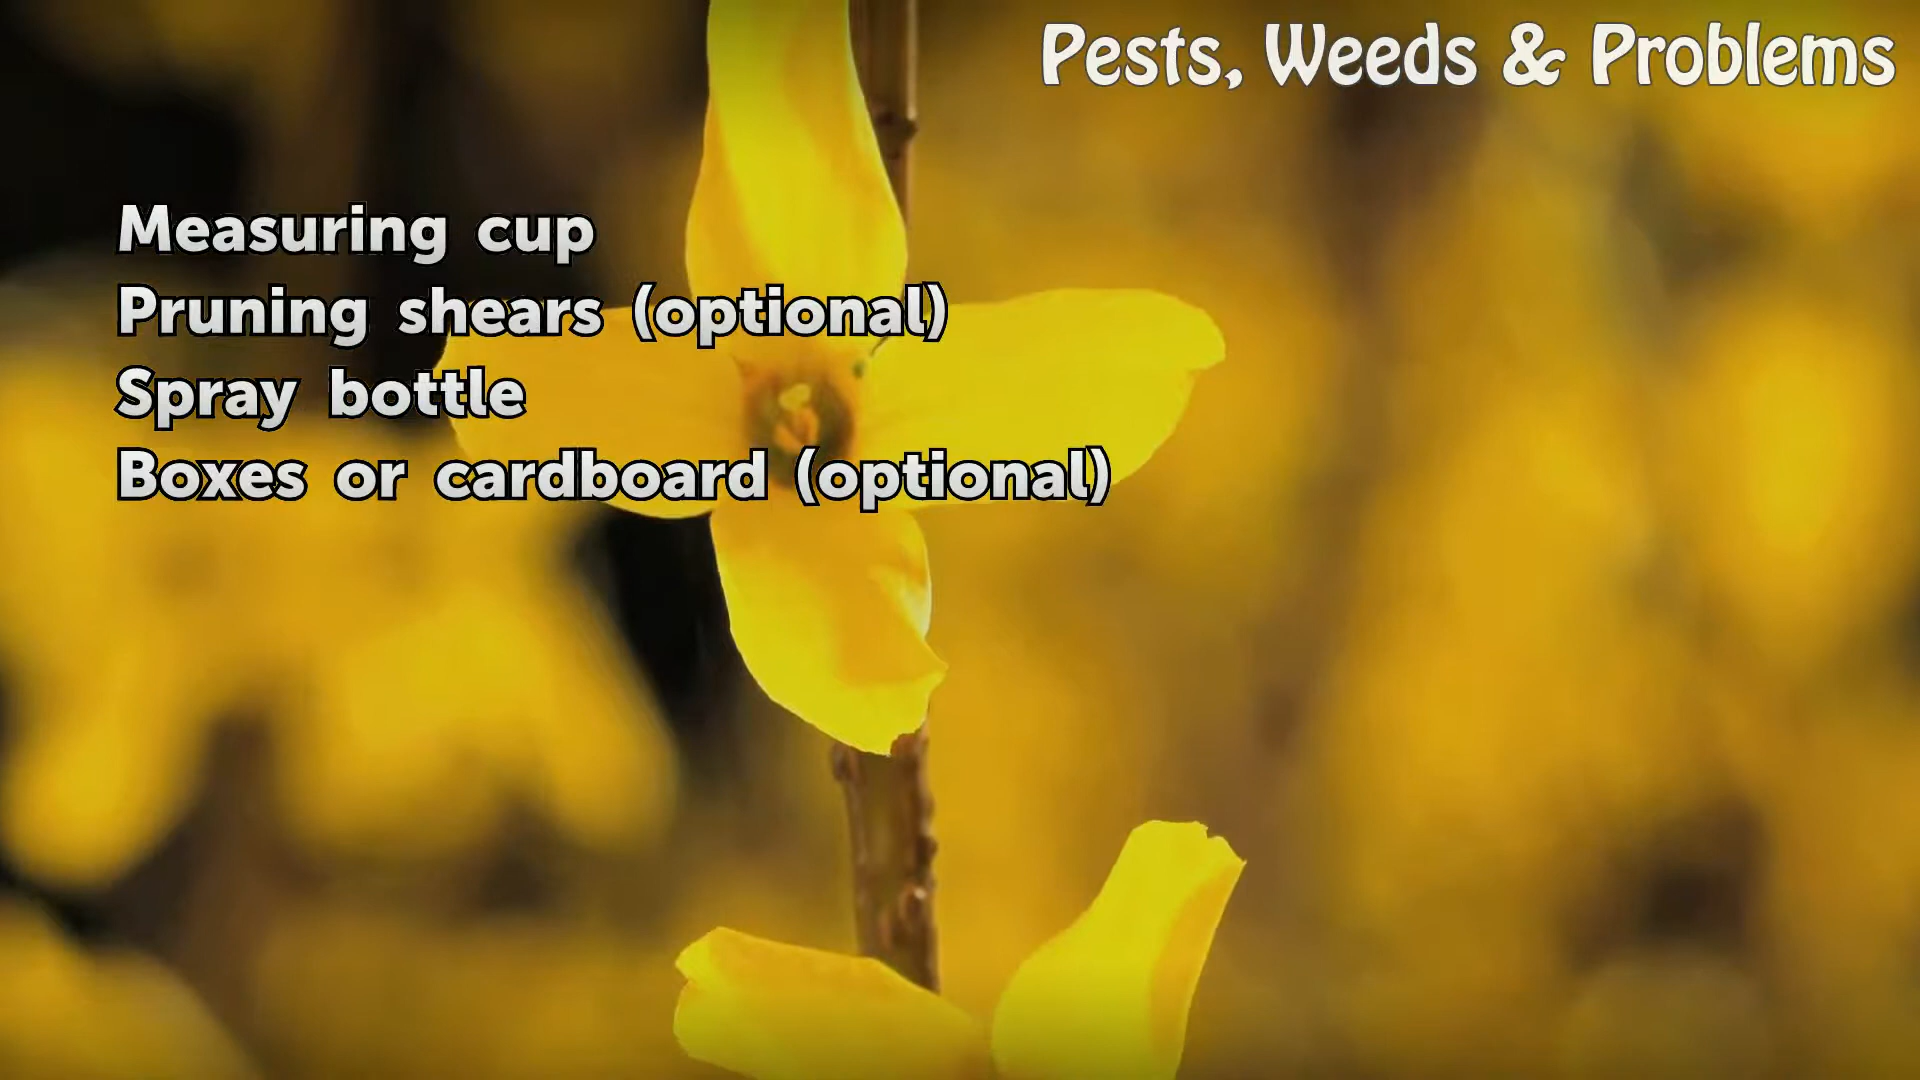 Pests, Weeds & Problems
Measuring cup
Pruning shears (optional)
Spray bottle
Boxes or cardboard (optional)